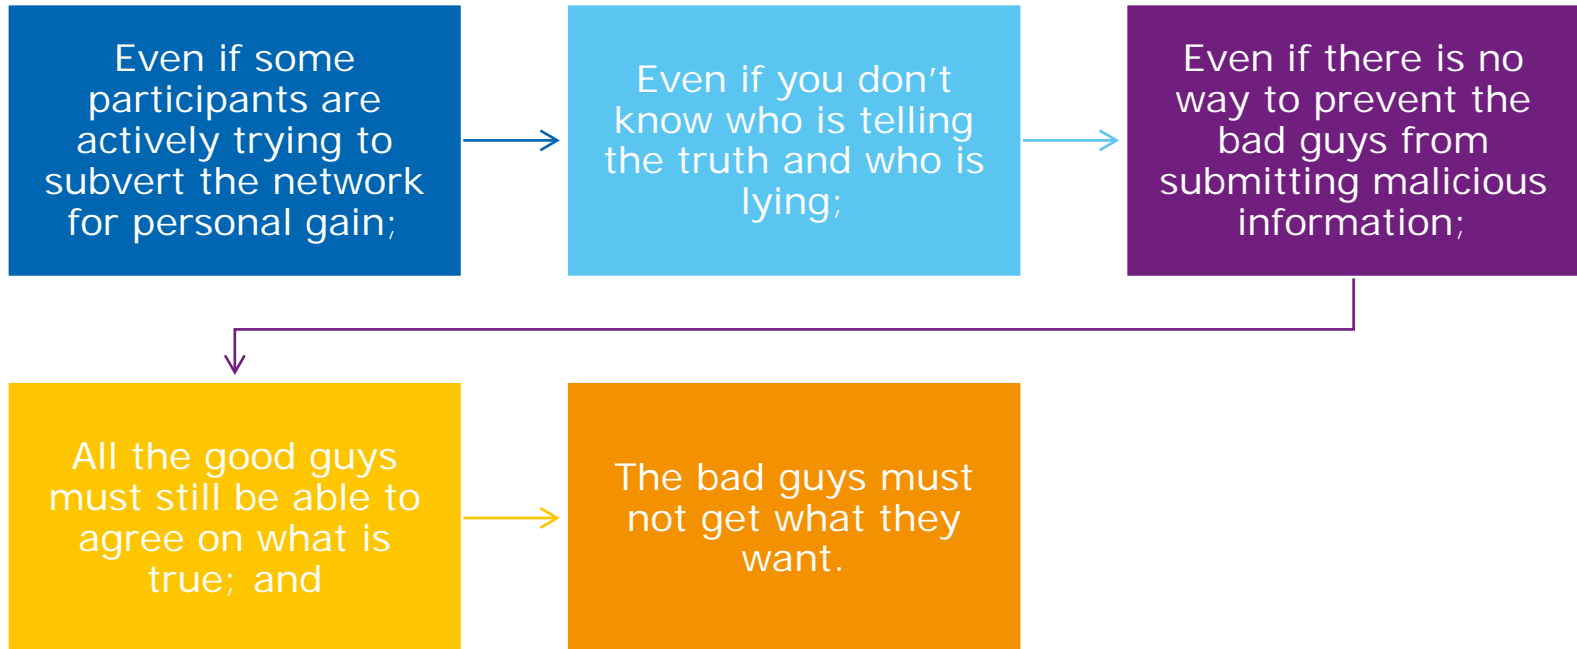 Even if some
participants are
actively trying to
subvert the network
for personal gain;
Even if you don’t
know who is telling
the truth and who is
lying;
Even if there is no
way to prevent the
bad guys from
submitting malicious
information;
All the good guys
must still be able to
agree on what is
true; and
The bad guys must
not get what they
want.